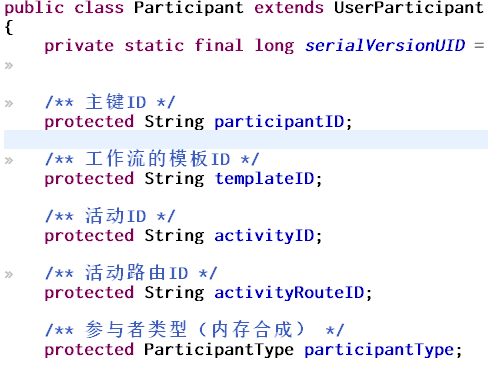 public class Participant extends UserParticipant
{
private static final long serialVersionUID =
»
» /** 主键ID */
protected String participantID;
» /** 工作流的模板ID */
protected String templateID;
/** 活动ID */
protected String activityID;
» /** 活动路由ID */
protected String activityRouteID;
/** 参与者类型（内存合成） */
protected ParticipantType participantType;